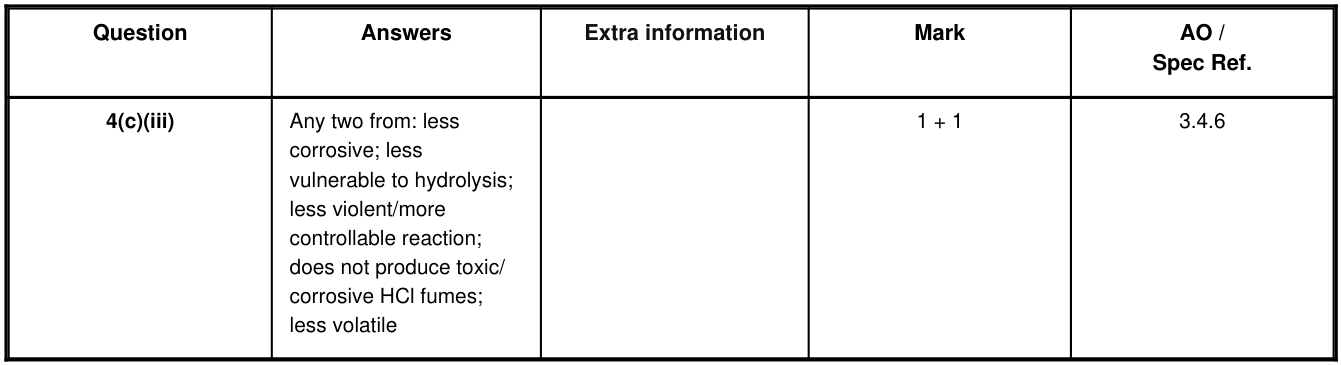 Question Answers Extra information Mark AO /
Spec Ref.
4(c)(iii) Any two from: less 1 + 1 3.4.6
corrosive; less
vulnerable to hydrolysis;
less violent/more
controllable reaction;
does not produce toxic/
corrosive HCl fumes;
less volatile